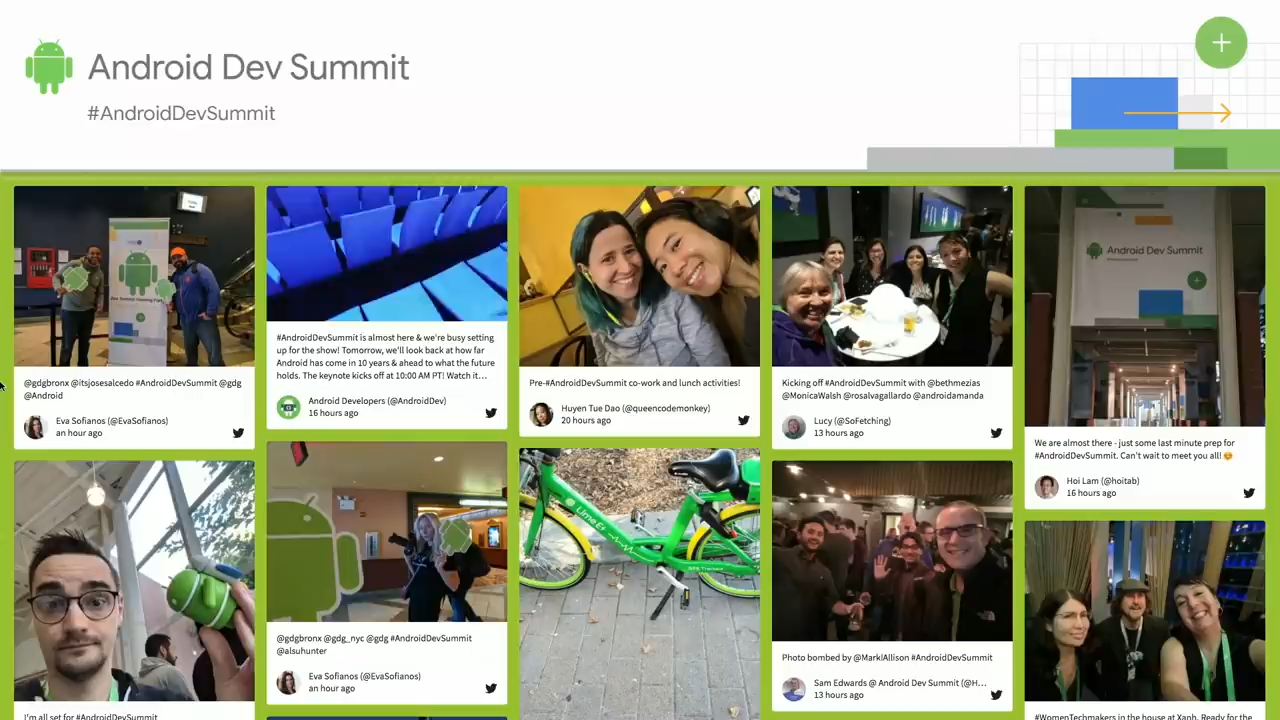 Android Dev Summit
#AndroidDevSummit
@gdgbronx @itsjosesalcedo #AndroidDevSummit @gdg
@Android
Eva Sofianos (@EvaSofianos)
an hour ago
I'm all set for #AndroidDevSummit
#AndroidDevSummit is almost here & we're busy setting
up for the show! Tomorrow, we'll look back at how far
Android has come in 10 years & ahead to what the future
holds. The keynote kicks off at 10:00 AM PT! Watch it…
Android Developers (@AndroidDev)
16 hours ago
@gdgbronx @gdg_nyc @gdg #AndroidDevSummit
@alsuhunter
Eva Sofianos (@EvaSofianos)
an hour ago
Pre-#AndroidDevSummit co-work and lunch activities!
Huyen Tue Dao (@queencodemonkey)
20 hours ago
Lime-E
Kicking off #AndroidDevSummit with @bethmezias
@MonicaWalsh @rosalvagallardo @androidamanda
Lucy (@SoFetching)
13 hours ago
Photo bombed by @MarkIAllison #AndroidDevSummit
Sam Edwards @ Android Dev Summit (@H…
13 hours ago
Android Dev Summit
We are almost there - just some last minute prep for
#AndroidDevSummit. Can't wait to meet you all! 😊
Hoi Lam (@hoitab)
16 hours ago
#WomenTechmakers in the house at Xanh. Ready for the